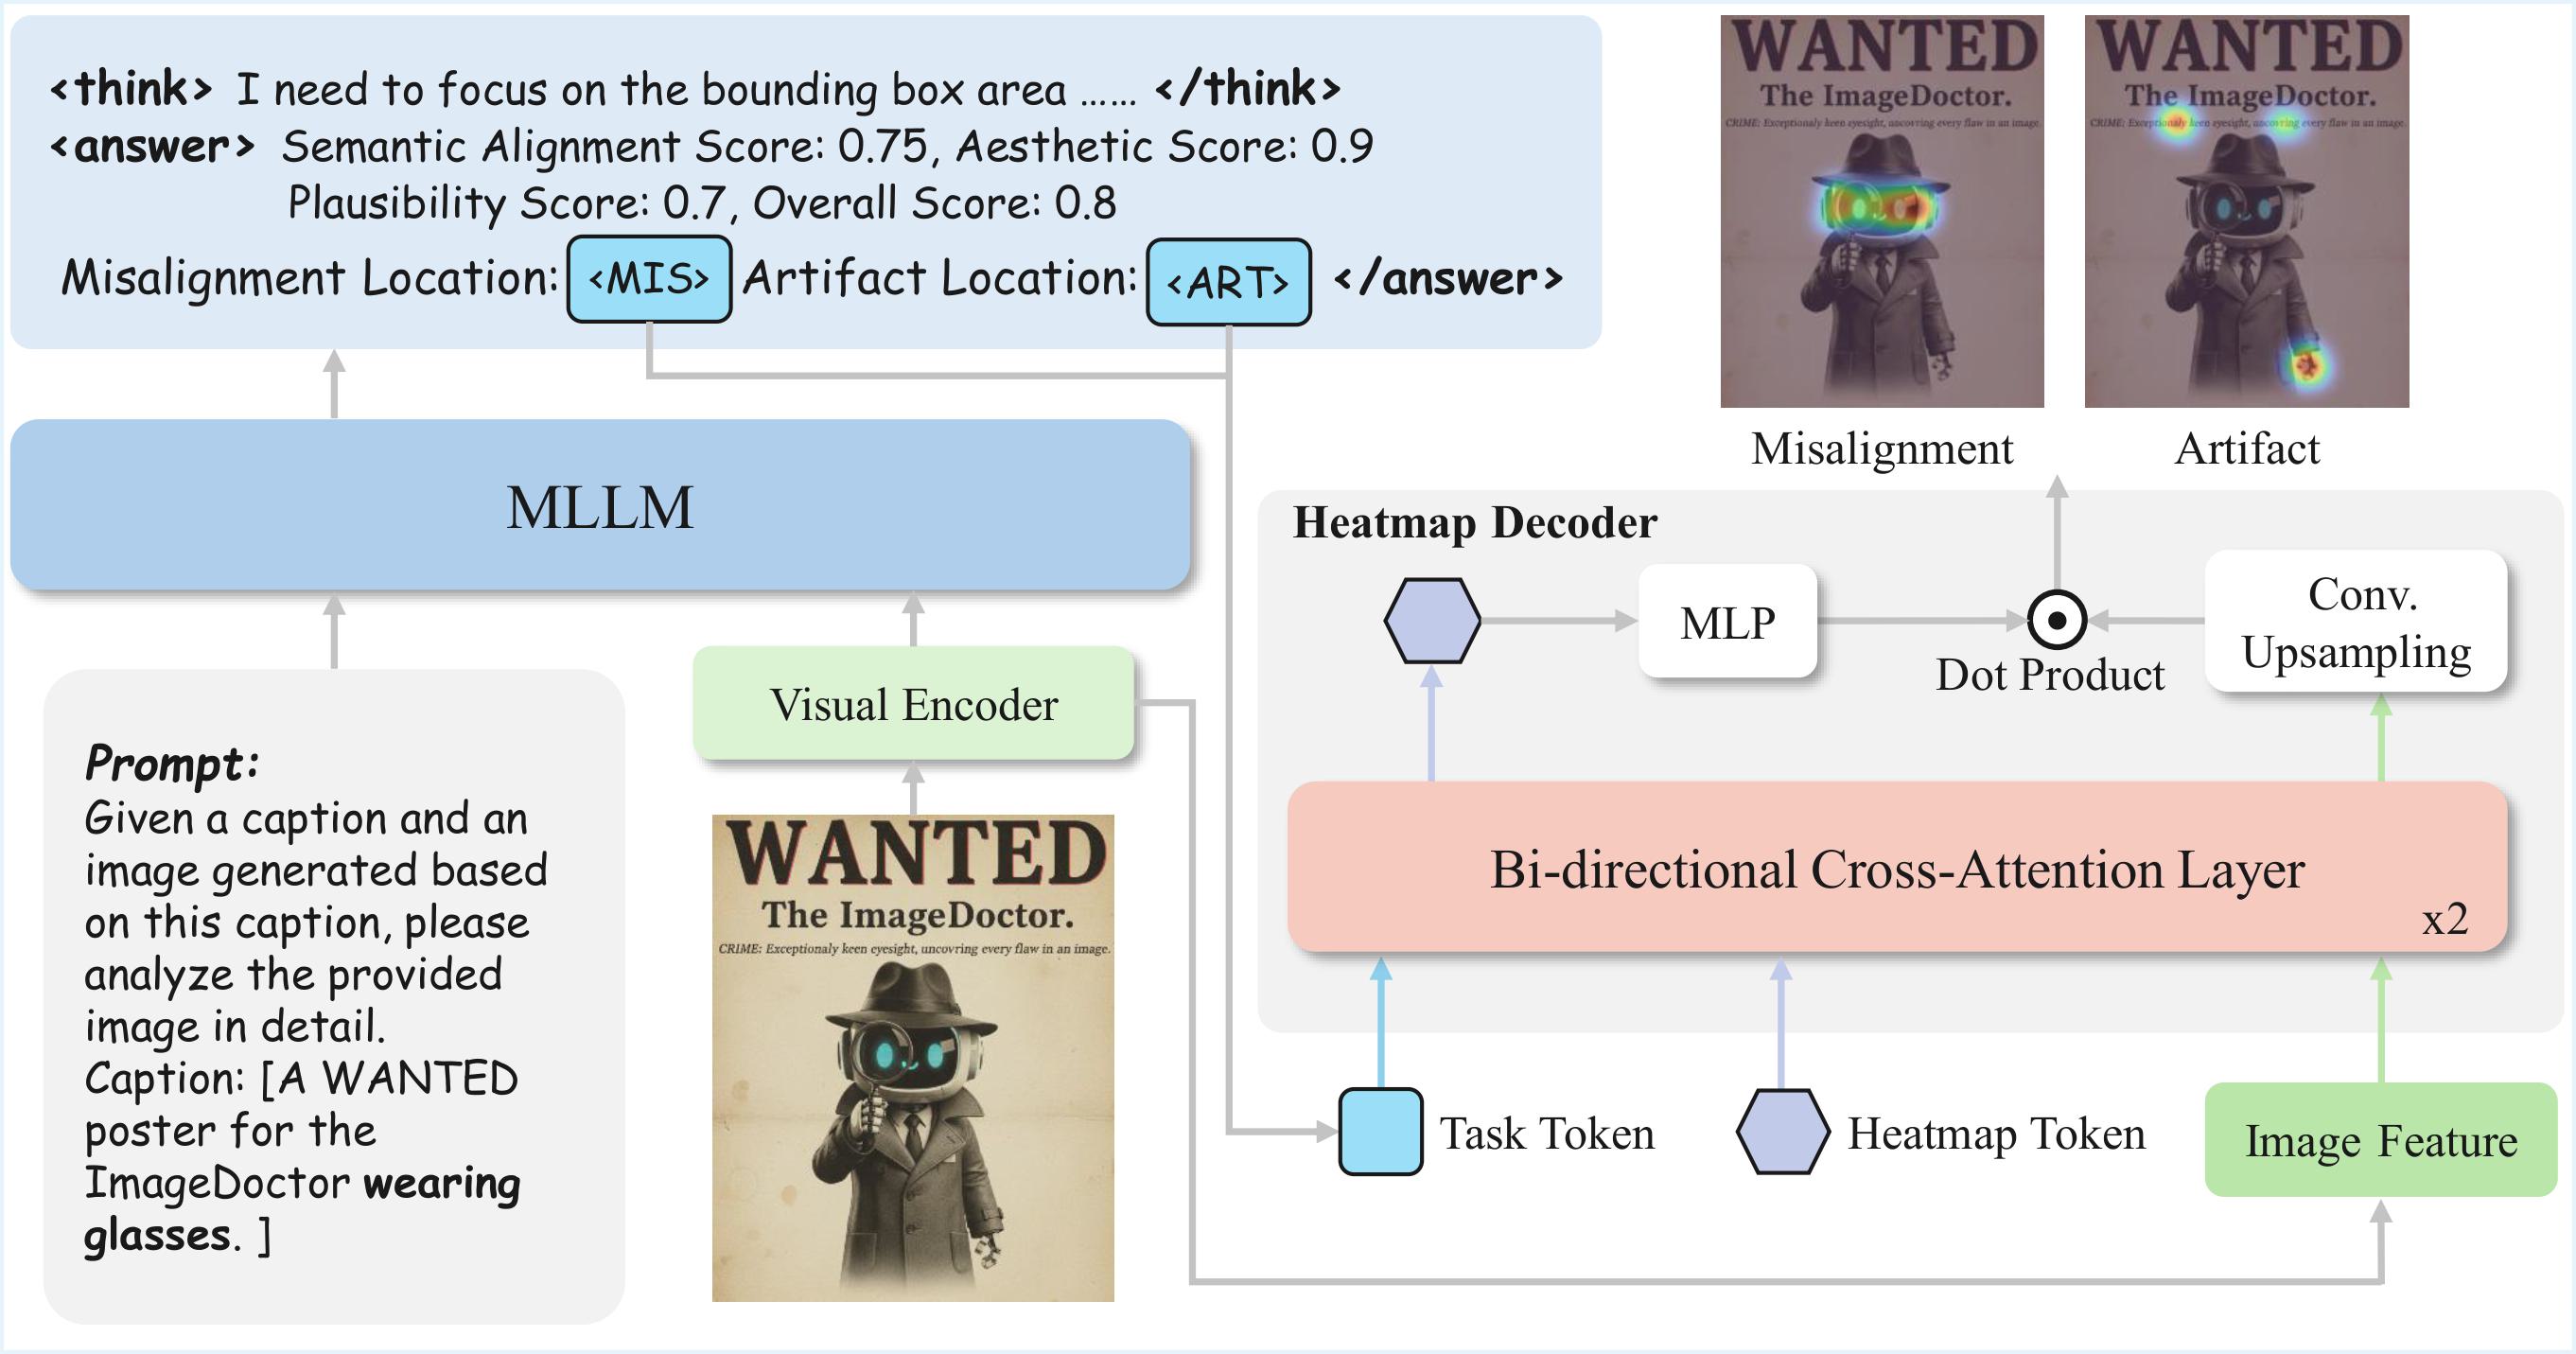 <think> I need to focus on the bounding box area ...... </think>
<answer> Semantic Alignment Score: 0.75, Aesthetic Score: 0.9
Plausibility Score: 0.7, Overall Score: 0.8
Misalignment Location: <MIS> Artifact Location: <ART> </answer>
MLLM
Visual Encoder
Prompt:
Given a caption and an
image generated based
on this caption, please
analyze the provided
image in detail.
Caption: [A WANTED
poster for the
ImageDoctor wearing
glasses. ]
WANTED
The ImageDoctor.
CRIME: Exceptionaly keen eyesight, uncovring every flaw in an image.
WANTED
The ImageDoctor.
CRIME: Exceptionaly keen eyesight, uncovring every flaw in an image.
Misalignment
WANTED
The ImageDoctor.
CRIME: Exceptionaly keen eyesight, uncovring every flaw in an image.
Artifact
Heatmap Decoder
MLP
Dot Product
Conv.
Upsampling
Bi-directional Cross-Attention Layer
x2
Task Token
Heatmap Token
Image Feature